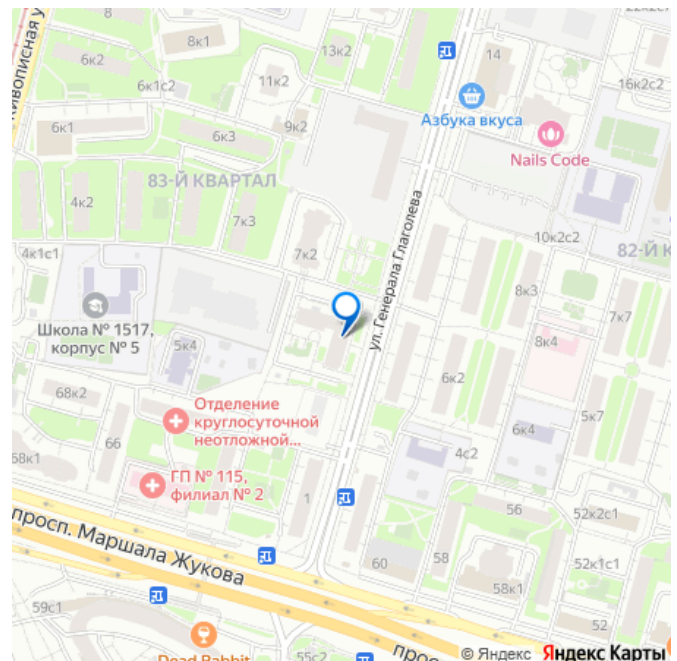 22к2с7
8к1
13к2
14
6к2
Живописная у
11к2
6к1с2
16к2с2
Азбука вкуса
6к1
9к2
6к3
Nails Code
83-Й КВАРТАЛ
4к2
7к3
ул. Генерала Глаголева
10к2с2
82-Й К
4к1с1
7к2
8к3
7к7
Школа № 1517,
корпус № 5
5к4
8к4
6к2
68к2
Отделение
круглосуточной
неотложной...
5к7
6к4
66
4с2
58к1
ГП № 115,
филиал № 2
1
56
52к2с1
просп. Маршала Жукова
60
58
58к1
52к1с1
59с1
52
Dead Rabbit
55с2
прос
© Яндекс Яндекс Карты